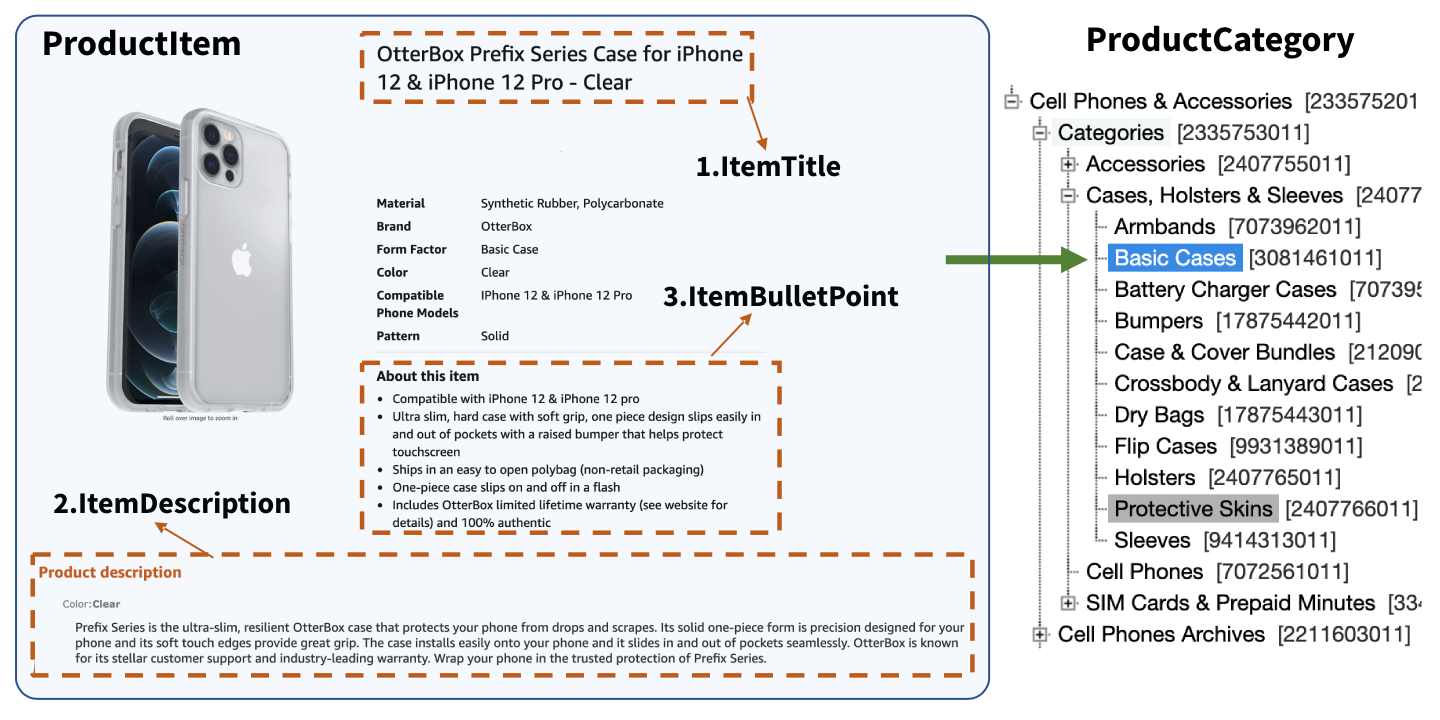 ProductItem
OtterBox Prefix Series Case for iPhone
12 & iPhone 12 Pro - Clear
1.ItemTitle
Roll over image to zoom in
Material Synthetic Rubber, Polycarbonate
Brand OtterBox
Form Factor Basic Case
Color Clear
Compatible IPhone 12 & iPhone 12 Pro
Phone Models
Pattern Solid
3.ItemBulletPoint
About this item
• Compatible with iPhone 12 & iPhone 12 pro
• Ultra slim, hard case with soft grip, one piece design slips easily in
and out of pockets with a raised bumper that helps protect
touchscreen
• Ships in an easy to open polybag (non-retail packaging)
• One-piece case slips on and off in a flash
• Includes OtterBox limited lifetime warranty (see website for
details) and 100% authentic
2.ItemDescription
Product description
Color:Clear
Prefix Series is the ultra-slim, resilient OtterBox case that protects your phone from drops and scrapes. Its solid one-piece form is precision designed for your
phone and its soft touch edges provide great grip. The case installs easily onto your phone and it slides in and out of pockets seamlessly. OtterBox is known
for its stellar customer support and industry-leading warranty. Wrap your phone in the trusted protection of Prefix Series.
ProductCategory
Cell Phones & Accessories [233575201
Categories [2335753011]
Accessories [2407755011]
Cases, Holsters & Sleeves [24077
Armbands [7073962011]
Basic Cases [3081461011]
Battery Charger Cases [707395
Bumpers [17875442011]
Case & Cover Bundles [212090
Crossbody & Lanyard Cases [2
Dry Bags [17875443011]
Flip Cases [9931389011]
Holsters [2407765011]
Protective Skins [2407766011]
Sleeves [9414313011]
Cell Phones [7072561011]
SIM Cards & Prepaid Minutes [334
Cell Phones Archives [2211603011]